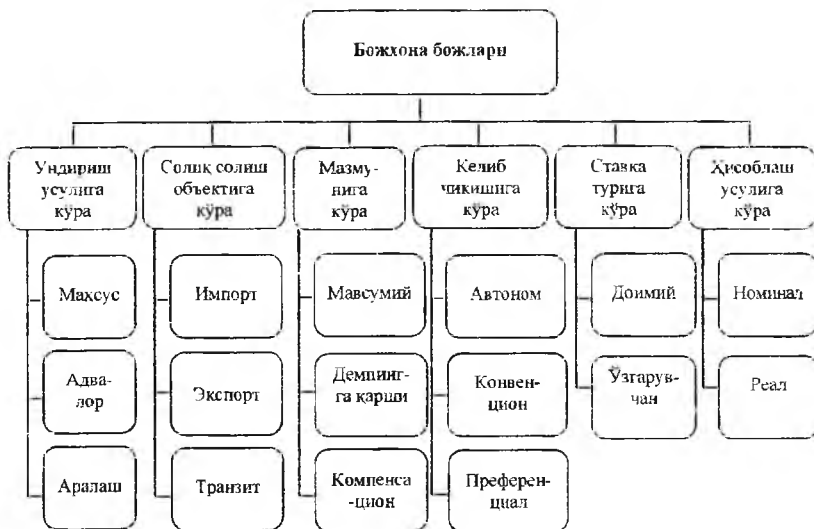 Божхона божлари
Ундириш
усулига
кўра
Солиқ солиш
объектига
кўра
Мазму-
нига
кўра
Келиб
чикишига
кўра
Ставка
турига
кўра
Ҳисоблаш
усулига
кўра
Махсус
Импорт
Мавсумий
Автоном
Доимий
Номинал
Адва-
лор
Экспорт
Демпинг-
га қарши
Конвен-
цион
Ўзгарув-
чан
Реал
Аралаш
Транзит
Компенса
-цион
Преферен-
циал